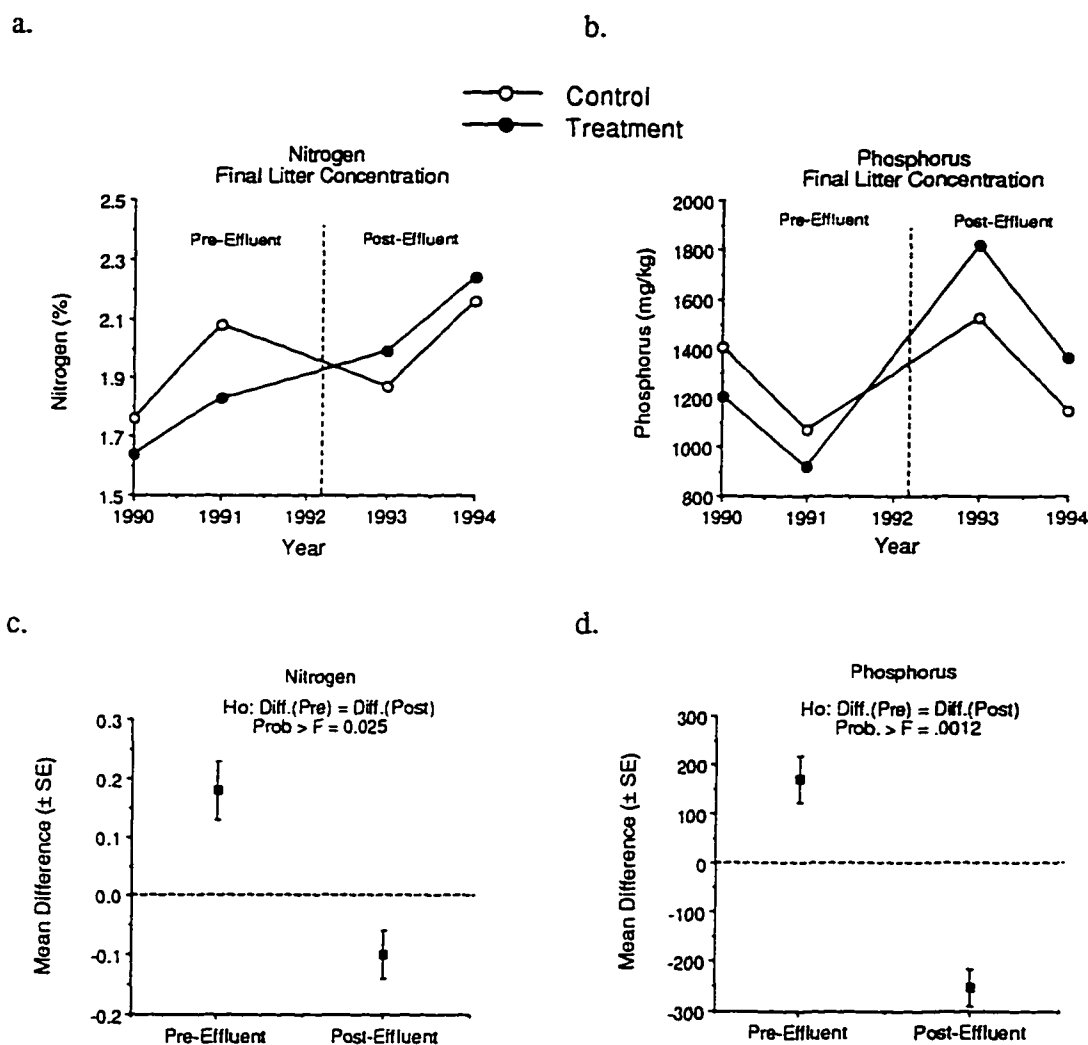 a.
b.
Control
Treatment
Nitrogen
Final Litter Concentration
2.5
2.3
2.1
1.9
1.7
1.5
Nitrogen (%)
Pre-Effluent
Post-Effluent
1990
1991
1992
1993
1994
Year
Phosphorus
Final Litter Concentration
2000
1800
1600
1400
1200
1000
800
Phosphorus (mg/kg)
Pre-Effluent
Post-Effluent
1990
1991
1992
1993
1994
Year
c.
Nitrogen
Ho: Diff.(Pre) = Diff.(Post)
Prob > F = 0.025
0.3
0.2
0.1
0.0
-0.1
-0.2
Mean Difference (± SE)
Pre-Effluent
Post-Effluent
d.
Phosphorus
Ho: Diff.(Pre) = Diff.(Post)
Prob. > F = .0012
300
200
100
0
-100
-200
-300
Mean Difference (± SE)
Pre-Effluent
Post-Effluent